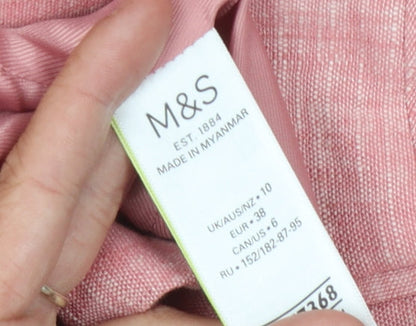 M&S
EST. 1884
MADE IN MYANMAR
UK/AUS/NZ • 10
EUR • 38
CAN/US • 6
RU • 152/182-87-95
7368